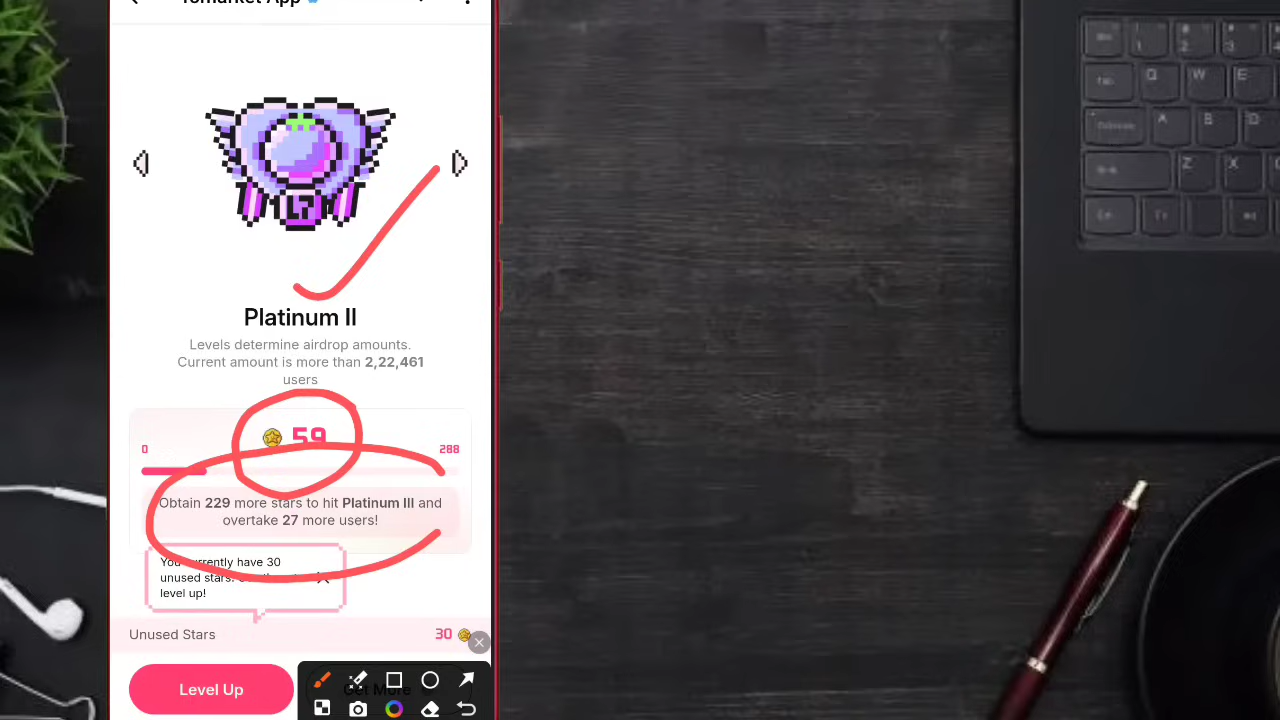 Tomarket App
Platinum II
Levels determine airdrop amounts.
Current amount is more than 2,22,461
users
59
0
288
Obtain 229 more stars to hit Platinum III and
overtake 27 more users!
You currently have 30
unused stars.
level up!
Unused Stars
30
Level Up
Get More
Q
W
E
A
S
D
Z
X